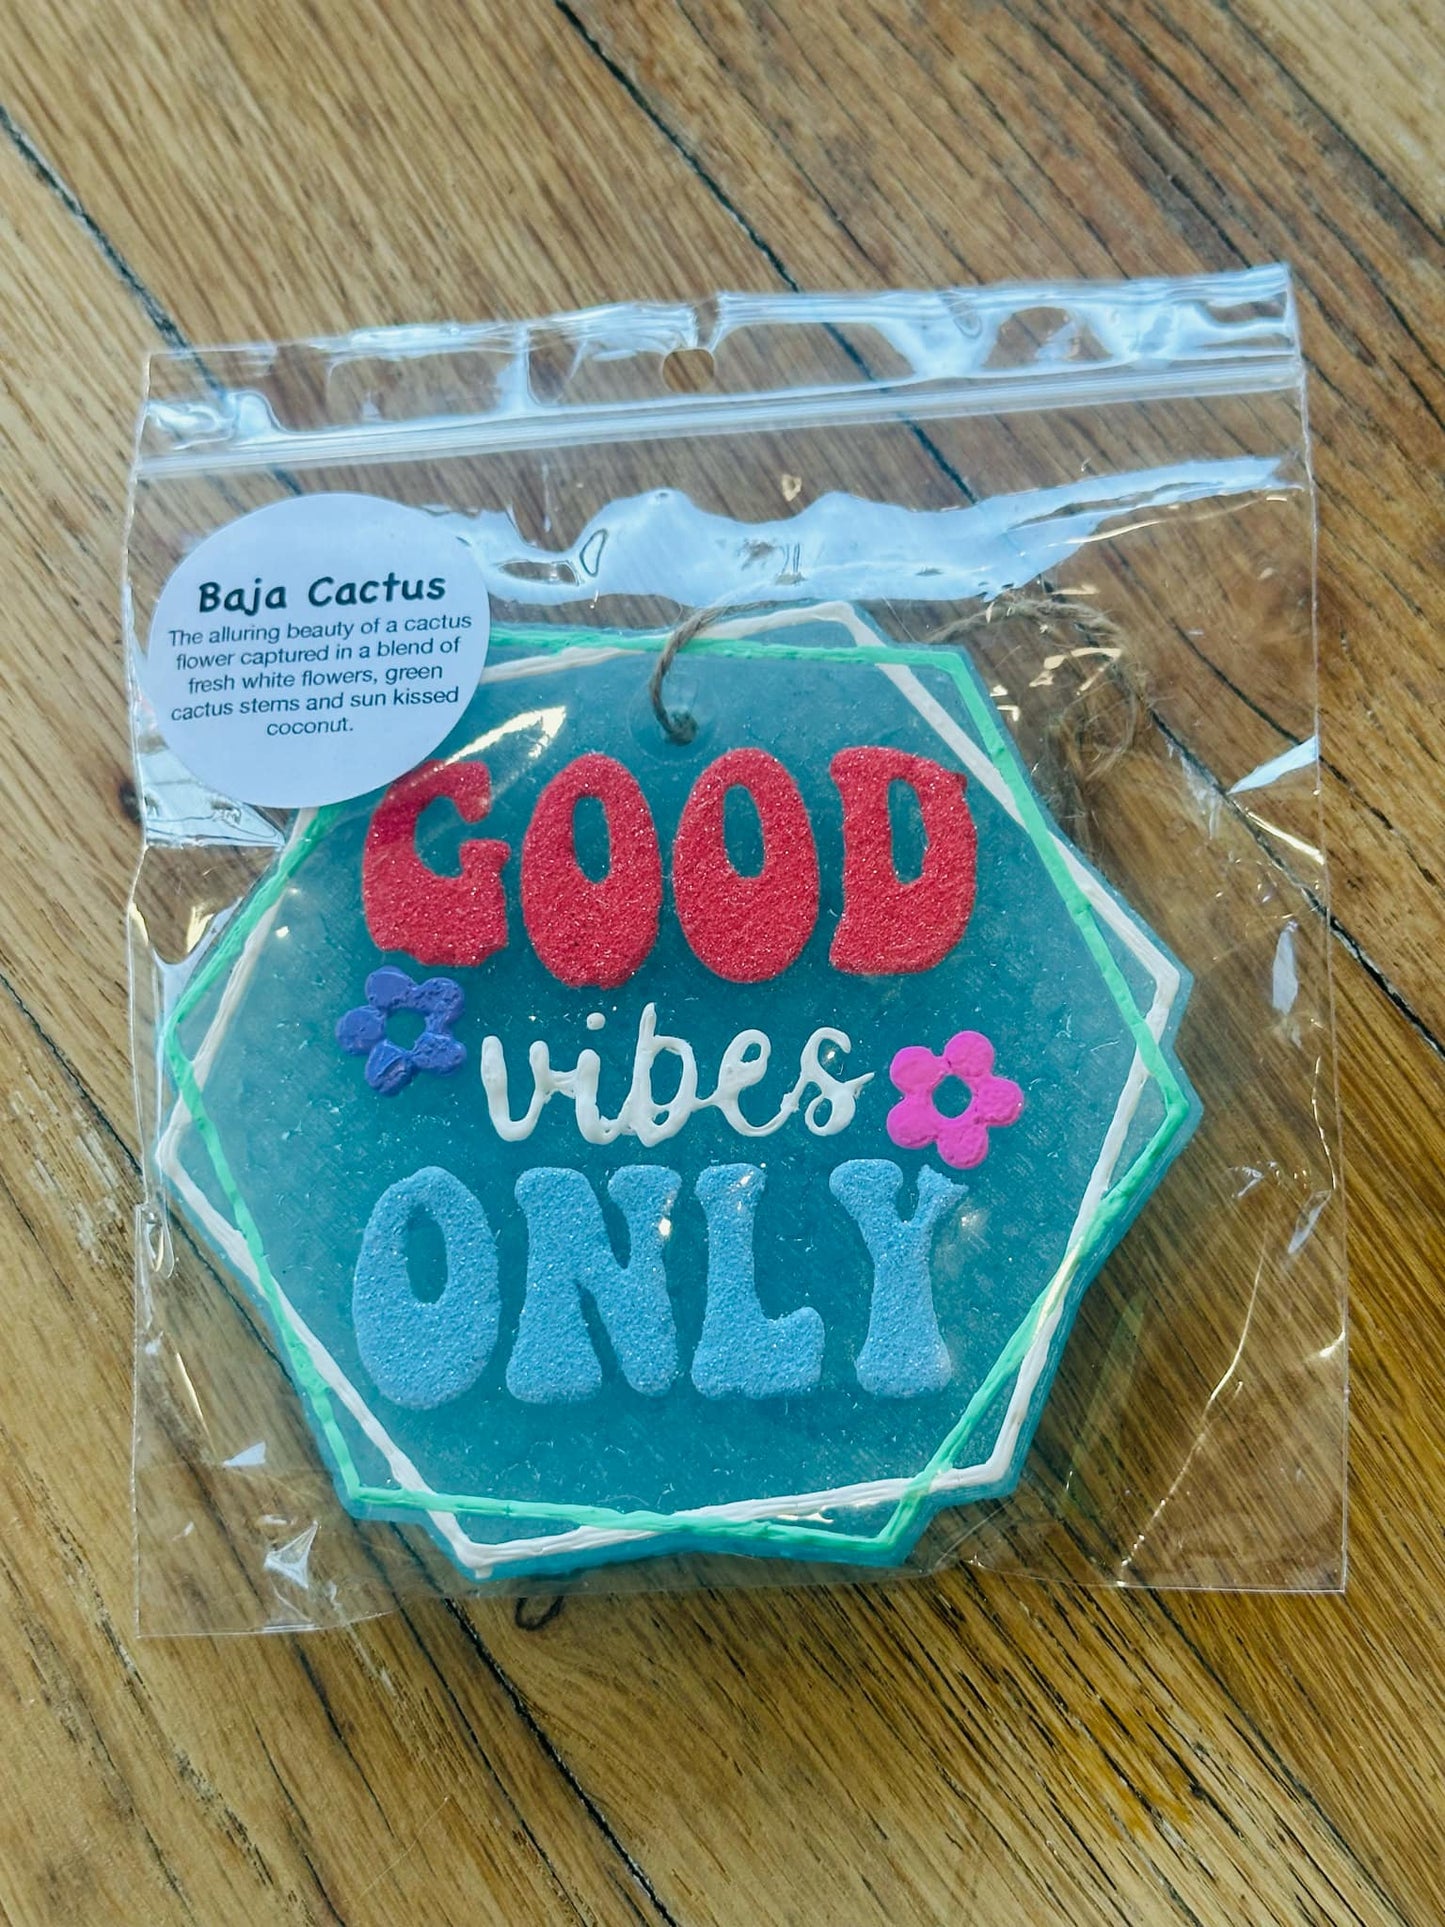 Baja Cactus
The alluring beauty of a cactus
flower captured in a blend of
fresh white flowers, green
cactus stems and sun kissed
coconut.
GOOD
vibes
ONLY